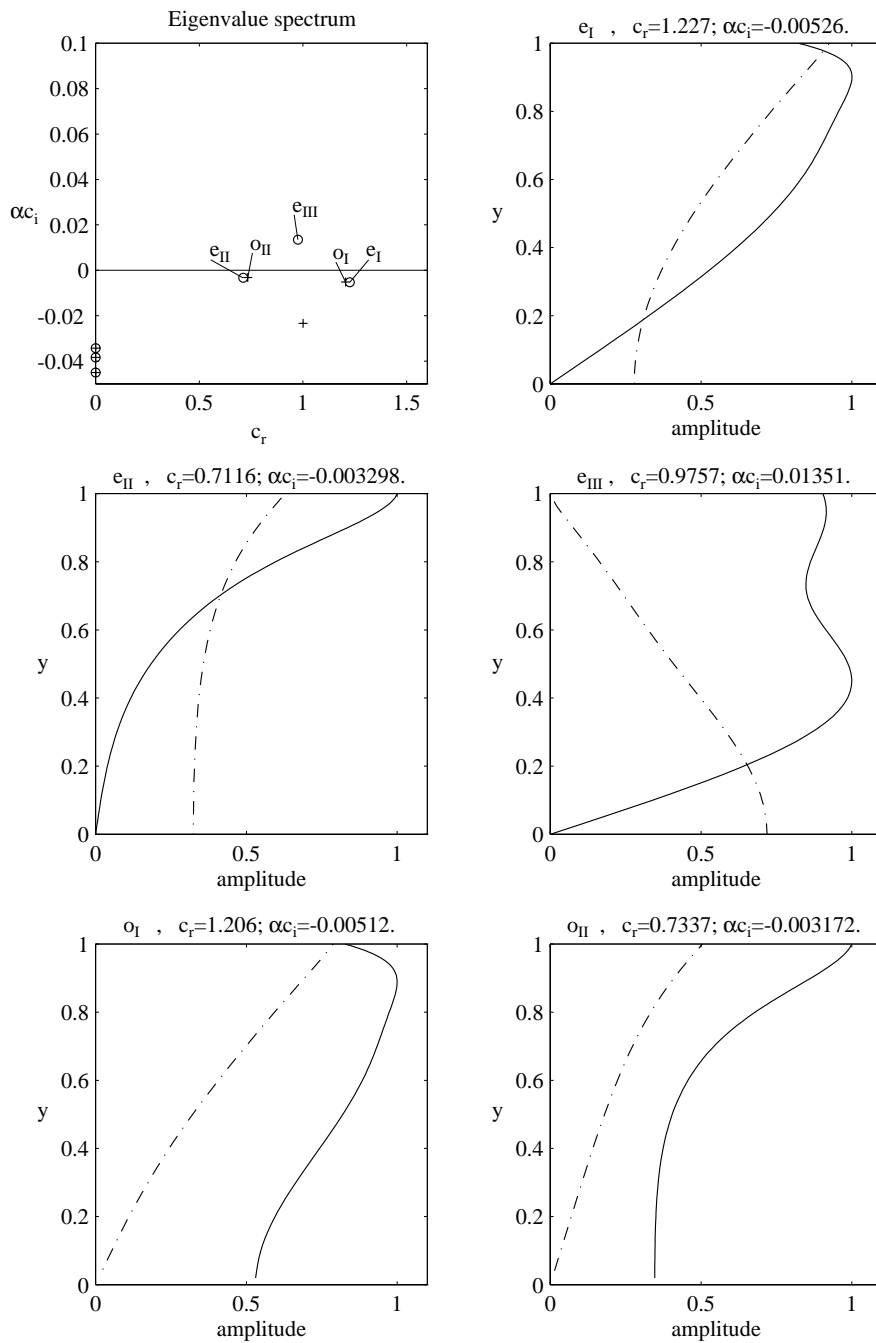 Eigenvalue spectrum
0.1
0.08
0.06
0.04
0.02
0
-0.02
-0.04
αc_i
e_III
e_II
o_II
o_I
e_I
0 0.5 1 1.5
c_r
e_I , c_r=1.227; αc_i=-0.00526.
1
0.8
0.6
0.4
0.2
0
y
0 0.5 1
amplitude
e_II , c_r=0.7116; αc_i=-0.003298.
1
0.8
0.6
0.4
0.2
0
y
0 0.5 1
amplitude
e_III , c_r=0.9757; αc_i=0.01351.
1
0.8
0.6
0.4
0.2
0
y
0 0.5 1
amplitude
o_I , c_r=1.206; αc_i=-0.00512.
1
0.8
0.6
0.4
0.2
0
y
0 0.5 1
amplitude
o_II , c_r=0.7337; αc_i=-0.003172.
1
0.8
0.6
0.4
0.2
0
y
0 0.5 1
amplitude